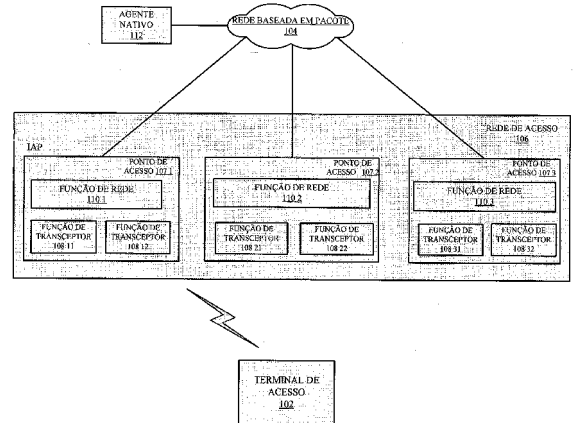 AGENTE
NATIVO
112
REDE BASEADA EM PACOTE
104
REDE DE ACESSO
106
IAP
PONTO DE
ACESSO 107.1
FUNÇÃO DE REDE
110.1
FUNÇÃO DE
TRANSCEPTOR
108.11
FUNÇÃO DE
TRANSCEPTOR
108.12
PONTO DE
ACESSO 107.2
FUNÇÃO DE REDE
110.2
FUNÇÃO DE
TRANSCEPTOR
108.21
FUNÇÃO DE
TRANSCEPTOR
108.22
PONTO DE
ACESSO 107.3
FUNÇÃO DE REDE
110.3
FUNÇÃO DE
TRANSCEPTOR
108.31
FUNÇÃO DE
TRANSCEPTOR
108.32
TERMINAL DE
ACESSO
102